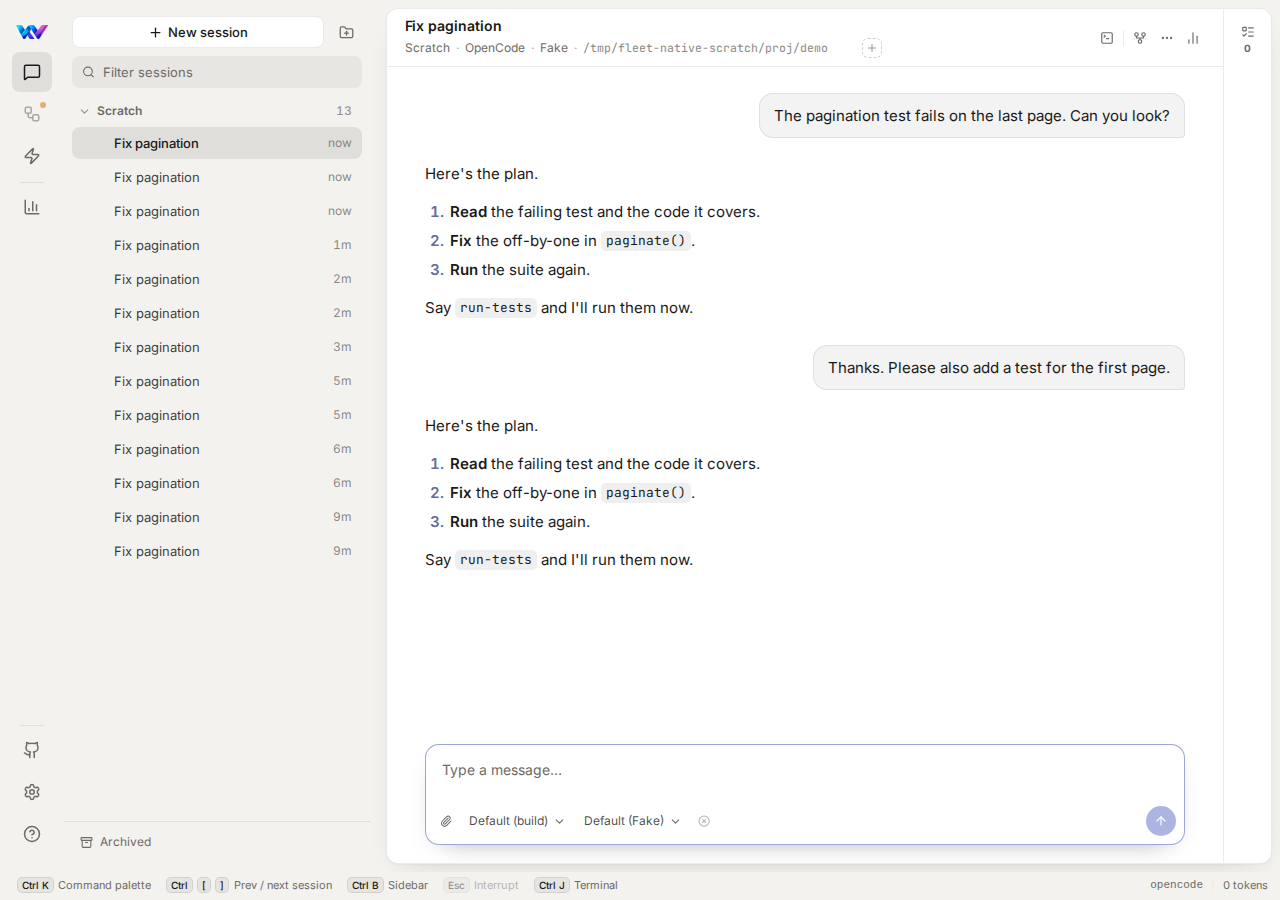 New session
Filter sessions
Scratch 13
Fix pagination now
Fix pagination now
Fix pagination now
Fix pagination 1m
Fix pagination 2m
Fix pagination 2m
Fix pagination 3m
Fix pagination 5m
Fix pagination 5m
Fix pagination 6m
Fix pagination 6m
Fix pagination 9m
Fix pagination 9m
Archived
Fix pagination
Scratch · OpenCode · Fake · /tmp/fleet-native-scratch/proj/demo
0
The pagination test fails on the last page. Can you look?
Here's the plan.
1. Read the failing test and the code it covers.
2. Fix the off-by-one in paginate().
3. Run the suite again.
Say run-tests and I'll run them now.
Thanks. Please also add a test for the first page.
Here's the plan.
1. Read the failing test and the code it covers.
2. Fix the off-by-one in paginate().
3. Run the suite again.
Say run-tests and I'll run them now.
Type a message...
Default (build) Default (Fake)
Ctrl K Command palette Ctrl [ ] Prev / next session Ctrl B Sidebar Esc Interrupt Ctrl J Terminal opencode 0 tokens